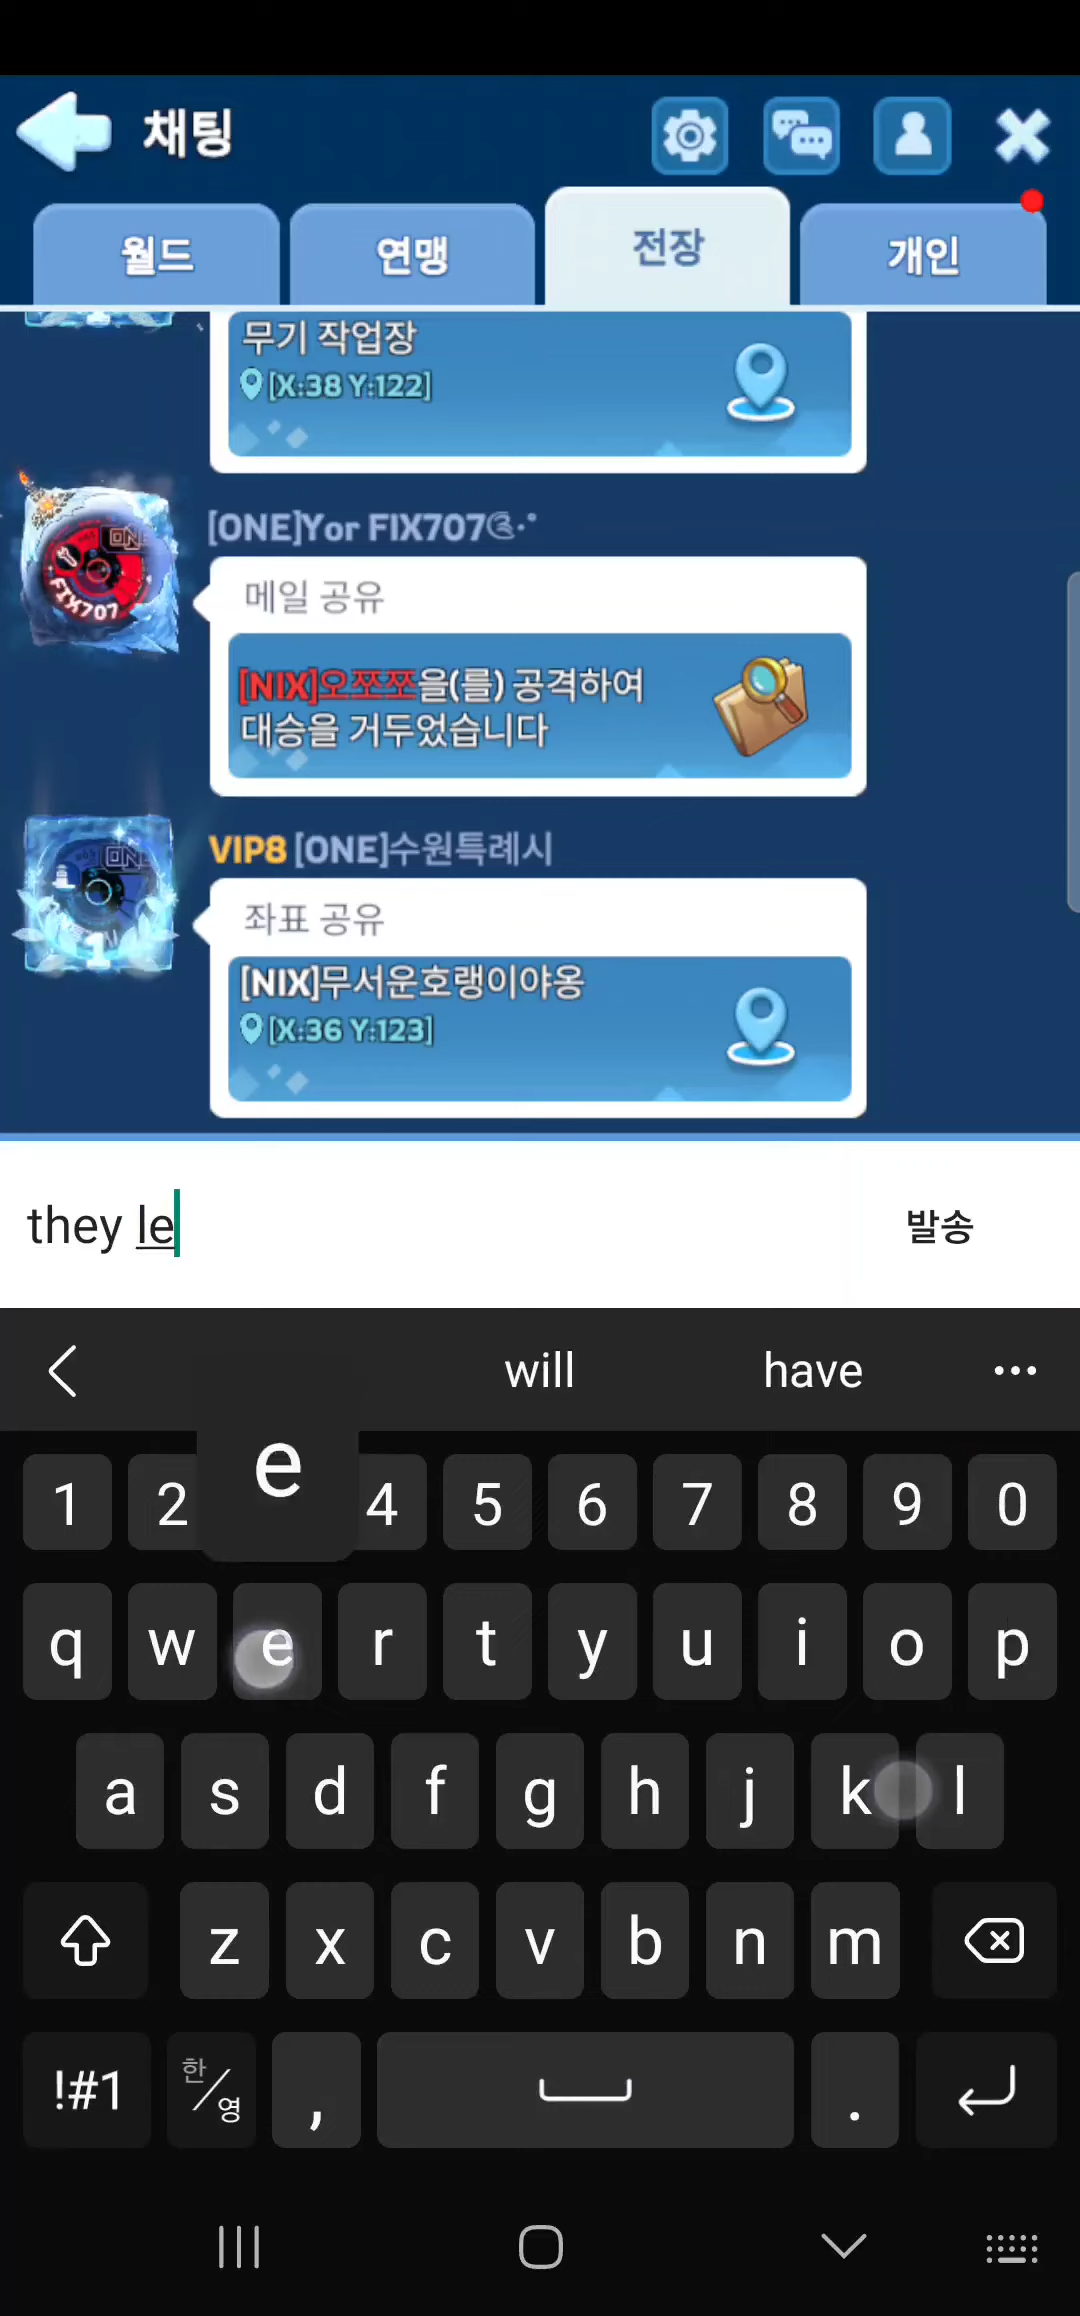 채팅
월드 연맹 전장 개인
무기 작업장
[X:38 Y:122]
[ONE]Yor FIX707
메일 공유
[NIX]오쪼쪼을(를) 공격하여
대승을 거두었습니다
FIX707
VIP8 [ONE]수원특례시
좌표 공유
[NIX]무서운호랭이야옹
[X:36 Y:123]
1
they le
발송
will have
e
1 2 4 5 6 7 8 9 0
q w e r t y u i o p
a s d f g h j k l
z x c v b n m
!#1 한/영 , .